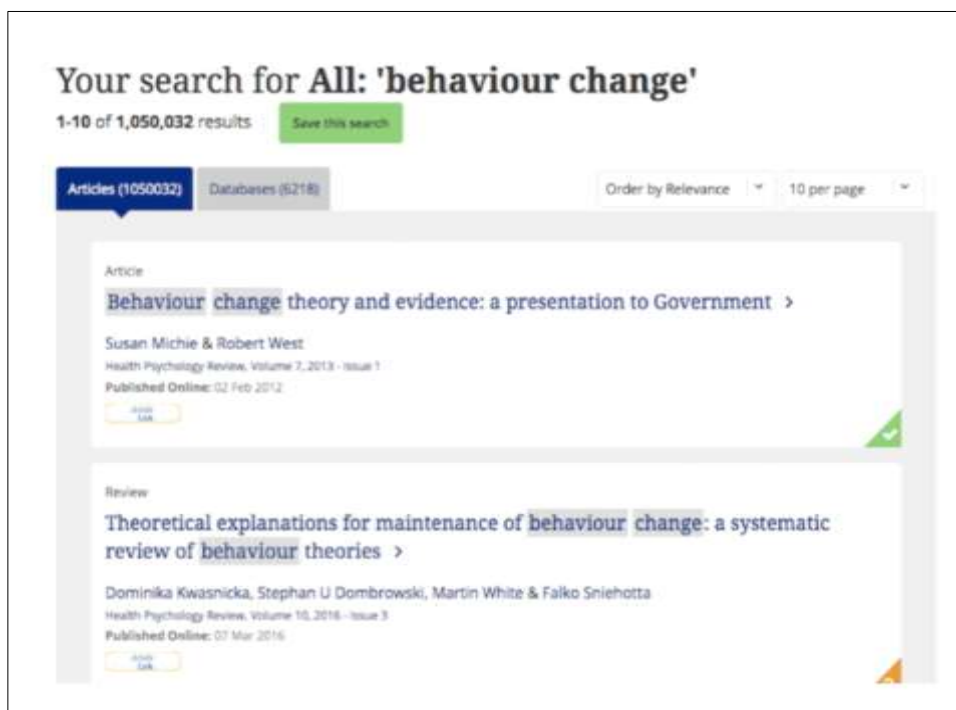 Your search for All: 'behaviour change'
1-10 of 1,050,032 results Save this search
Articles (1050032) Databases (6218) Order by Relevance 10 per page
Article
Behaviour change theory and evidence: a presentation to Government >
Susan Michie & Robert West
Health Psychology Review, Volume 7, 2013 - Issue 1
Published Online: 02 Feb 2012
Review
Theoretical explanations for maintenance of behaviour change: a systematic
review of behaviour theories >
Dominika Kwasnicka, Stephan U Dombrowski, Martin White & Falko Sniehotta
Health Psychology Review, Volume 10, 2016 - Issue 3
Published Online: 07 Mar 2016